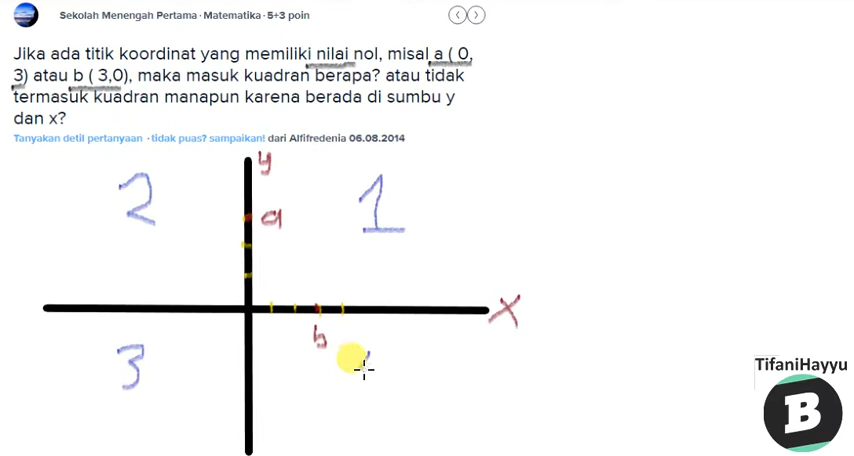 Sekolah Menengah Pertama · Matematika · 5+3 poin
Jika ada titik koordinat yang memiliki nilai nol, misal a ( 0,
3) atau b ( 3,0), maka masuk kuadran berapa? atau tidak
termasuk kuadran manapun karena berada di sumbu y
dan x?
Tanyakan detil pertanyaan · tidak puas? sampaikan! dari Alfifredenia 06.08.2014
y
2
1
a
x
b
3
TifaniHayyu
B